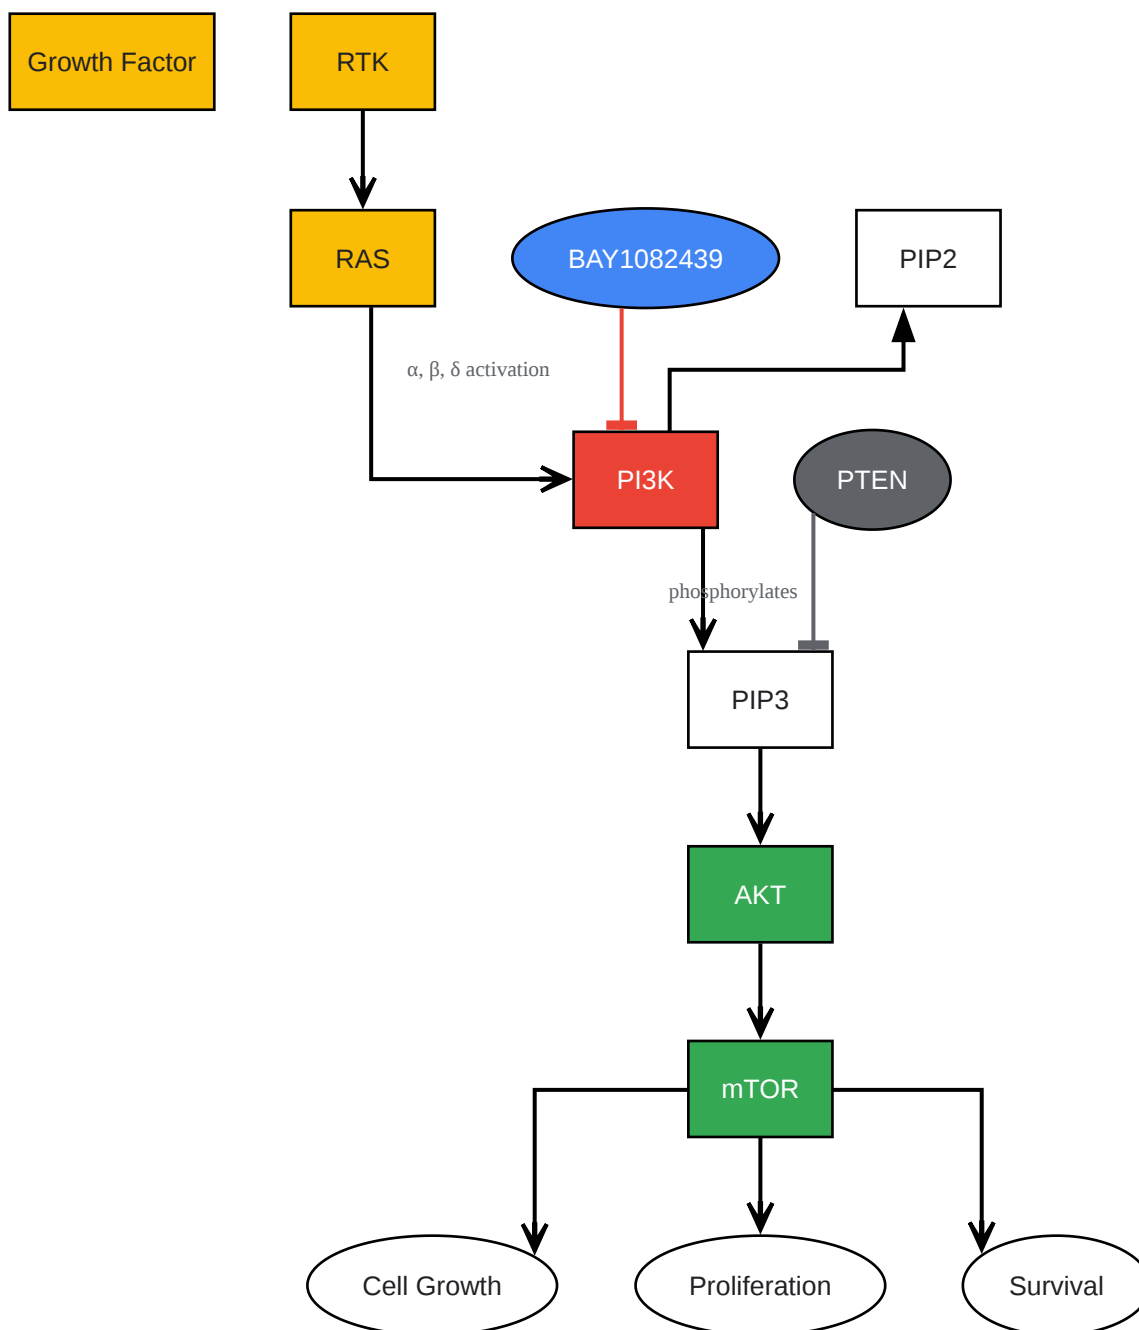 Growth Factor
RTK
RAS
BAY1082439
PIP2
α, β, δ activation
PI3K
PTEN
phosphorylates
PIP3
AKT
mTOR
Cell Growth
Proliferation
Survival